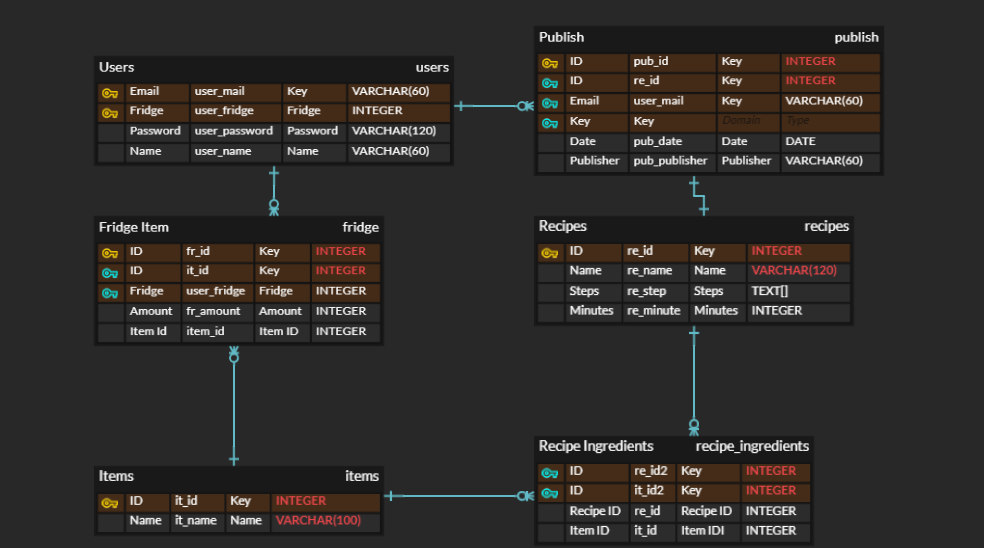 Users users
Email user_mail Key VARCHAR(60)
Fridge user_fridge Fridge INTEGER
Password user_password Password VARCHAR(120)
Name user_name Name VARCHAR(60)
Publish publish
ID pub_id Key INTEGER
ID re_id Key INTEGER
Email user_mail Key VARCHAR(60)
Key Key Domain Type
Date pub_date Date DATE
Publisher pub_publisher Publisher VARCHAR(60)
Fridge Item fridge
ID fr_id Key INTEGER
ID it_id Key INTEGER
Fridge user_fridge Fridge INTEGER
Amount fr_amount Amount INTEGER
Item Id item_id Item ID INTEGER
Recipes recipes
ID re_id Key INTEGER
Name re_name Name VARCHAR(120)
Steps re_step Steps TEXT[]
Minutes re_minute Minutes INTEGER
Items items
ID it_id Key INTEGER
Name it_name Name VARCHAR(100)
Recipe Ingredients recipe_ingredients
ID re_id2 Key INTEGER
ID it_id2 Key INTEGER
Recipe ID re_id Recipe ID INTEGER
Item ID it_id Item IDI INTEGER